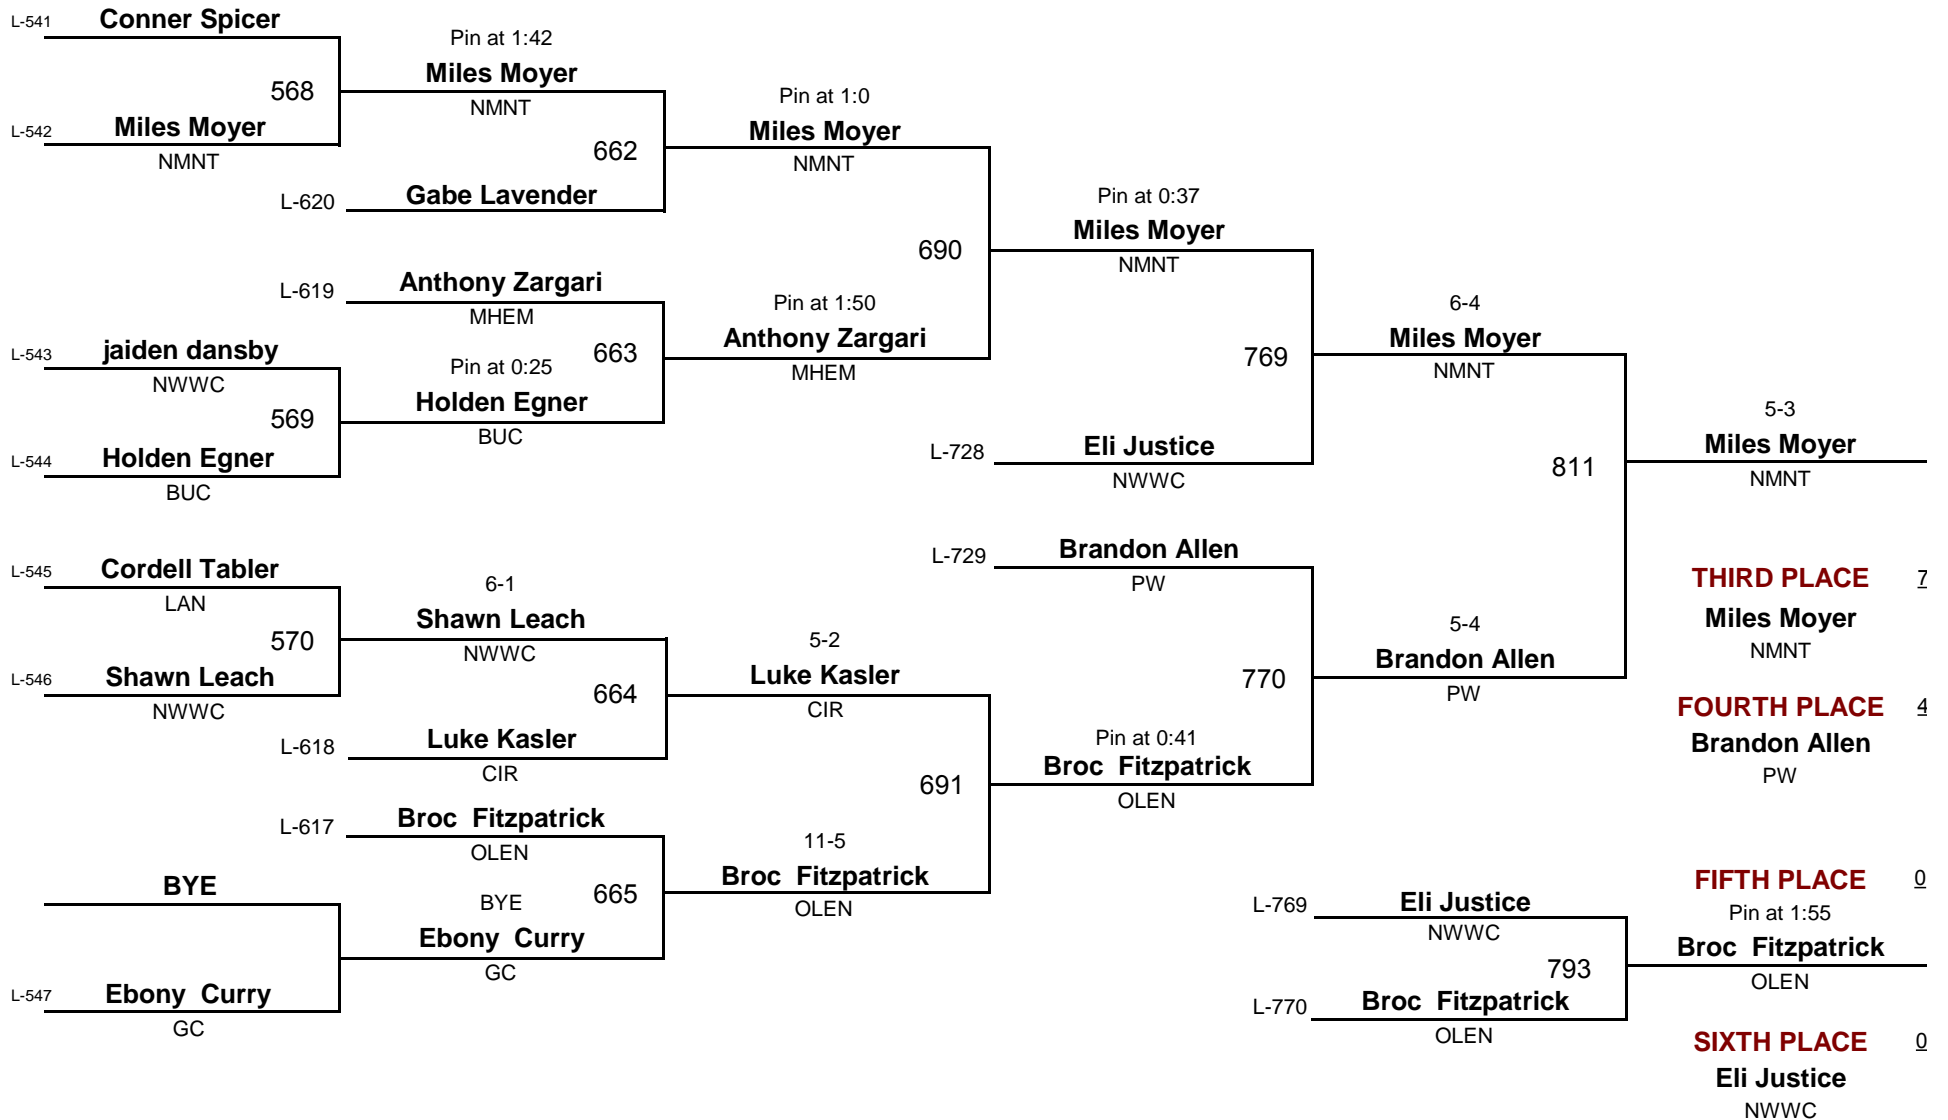 L-541 Conner Spicer
568
L-542 Miles Moyer
NMNT
Pin at 1:42
Miles Moyer
NMNT
662
L-620 Gabe Lavender
Pin at 1:0
Miles Moyer
NMNT
690
L-619 Anthony Zargari
MHEM
663
L-543 jaiden dansby
NWWC
569
L-544 Holden Egner
BUC
Pin at 0:25
Holden Egner
BUC
Pin at 1:50
Anthony Zargari
MHEM
Pin at 0:37
Miles Moyer
NMNT
769
L-728 Eli Justice
NWWC
6-4
Miles Moyer
NMNT
811
5-3
Miles Moyer
NMNT
L-545 Cordell Tabler
LAN
570
L-546 Shawn Leach
NWWC
6-1
Shawn Leach
NWWC
664
L-618 Luke Kasler
CIR
5-2
Luke Kasler
CIR
691
L-617 Broc Fitzpatrick
OLEN
665
BYE
L-547 Ebony Curry
GC
BYE
Ebony Curry
GC
11-5
Broc Fitzpatrick
OLEN
L-729 Brandon Allen
PW
770
Pin at 0:41
Broc Fitzpatrick
OLEN
5-4
Brandon Allen
PW
THIRD PLACE 7
Miles Moyer
NMNT
FOURTH PLACE 4
Brandon Allen
PW
L-769 Eli Justice
NWWC
793
L-770 Broc Fitzpatrick
OLEN
FIFTH PLACE 0
Pin at 1:55
Broc Fitzpatrick
OLEN
SIXTH PLACE 0
Eli Justice
NWWC